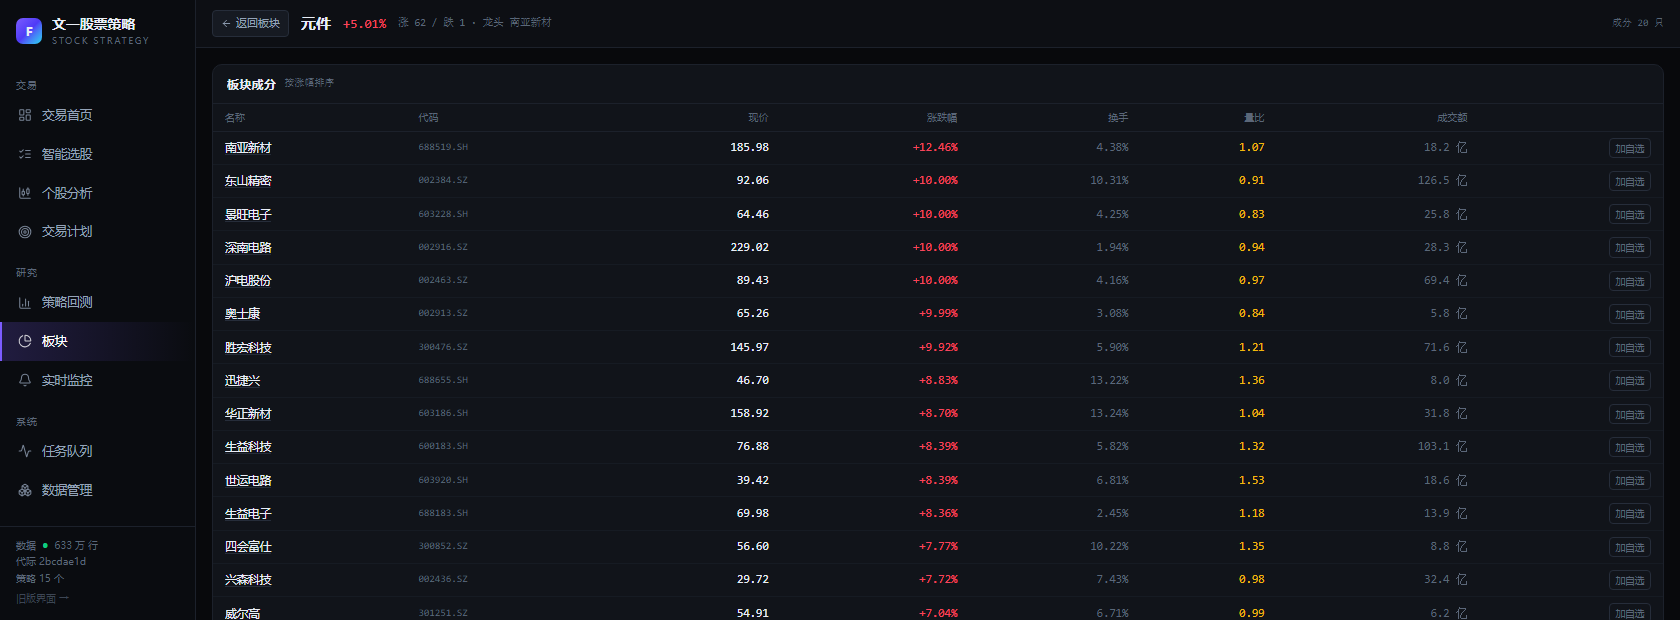 F 文一股票策略
STOCK STRATEGY
交易
交易首页
智能选股
个股分析
交易计划
研究
策略回测
板块
实时监控
系统
任务队列
数据管理
数据 ● 633 万 行
代际 2bcdae1d
策略 15 个
旧版界面 →
← 返回板块 元件 +5.01% 涨 62 / 跌 1 · 龙头 南亚新材 成分 20 只
板块成分 按涨幅排序
名称 代码 现价 涨跌幅 换手 量比 成交额
南亚新材 688519.SH 185.98 +12.46% 4.38% 1.07 18.2 亿 加自选
东山精密 002384.SZ 92.06 +10.00% 10.31% 0.91 126.5 亿 加自选
景旺电子 603228.SH 64.46 +10.00% 4.25% 0.83 25.8 亿 加自选
深南电路 002916.SZ 229.02 +10.00% 1.94% 0.94 28.3 亿 加自选
沪电股份 002463.SZ 89.43 +10.00% 4.16% 0.97 69.4 亿 加自选
奥士康 002913.SZ 65.26 +9.99% 3.08% 0.84 5.8 亿 加自选
胜宏科技 300476.SZ 145.97 +9.92% 5.90% 1.21 71.6 亿 加自选
迅捷兴 688655.SH 46.70 +8.83% 13.22% 1.36 8.0 亿 加自选
华正新材 603186.SH 158.92 +8.70% 13.24% 1.04 31.8 亿 加自选
生益科技 600183.SH 76.88 +8.39% 5.82% 1.32 103.1 亿 加自选
世运电路 603920.SH 39.42 +8.39% 6.81% 1.53 18.6 亿 加自选
生益电子 688183.SH 69.98 +8.36% 2.45% 1.18 13.9 亿 加自选
四会富仕 300852.SZ 56.60 +7.77% 10.22% 1.35 8.8 亿 加自选
兴森科技 002436.SZ 29.72 +7.72% 7.43% 0.98 32.4 亿 加自选
威尔高 301251.SZ 54.91 +7.04% 6.71% 0.99 6.2 亿 加自选